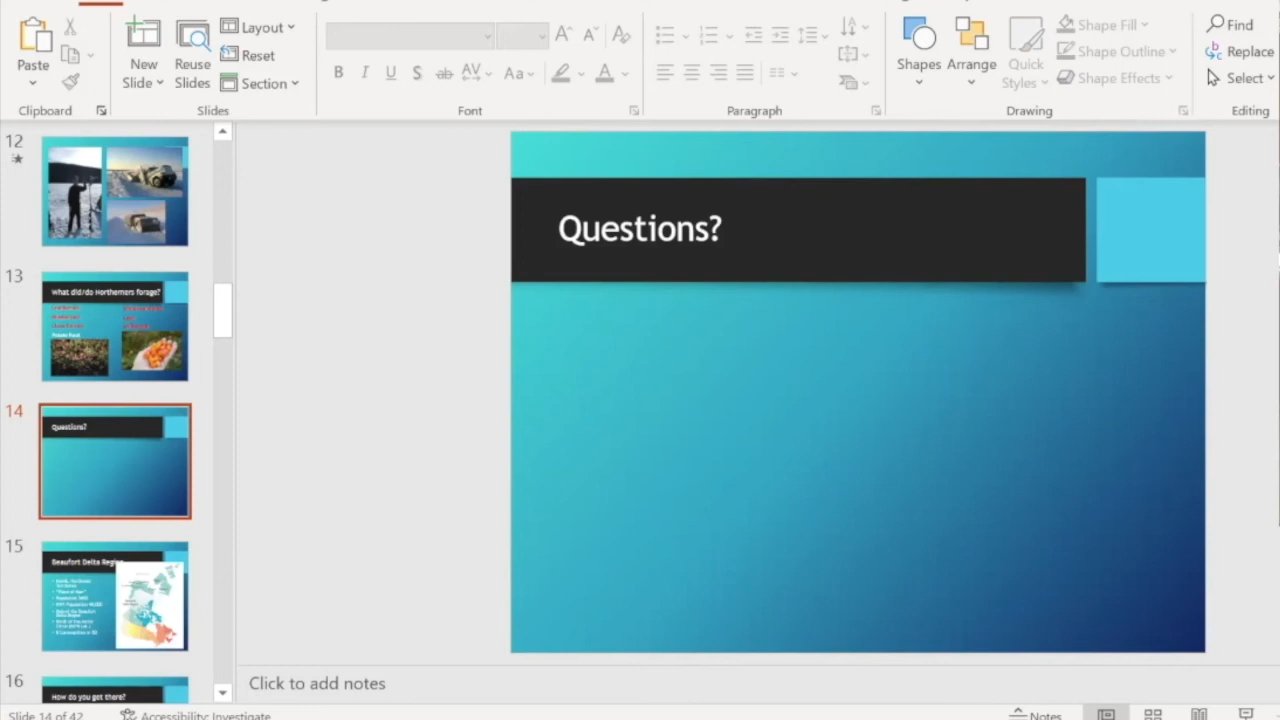 Paste
New Slide
Reuse Slides
Layout
Reset
Section
B I U S ab AV Aa A
Shapes
Arrange
Quick Styles
Shape Fill
Shape Outline
Shape Effects
Find
Replace
Select
Clipboard
Slides
Font
Paragraph
Drawing
Editing
12
13
What did/do Northerners forage?
14
Questions?
15
Beaufort Delta Region
16
How do you get there?
Questions?
Click to add notes
Slide 14 of 42
Accessibility: Investigate
Notes